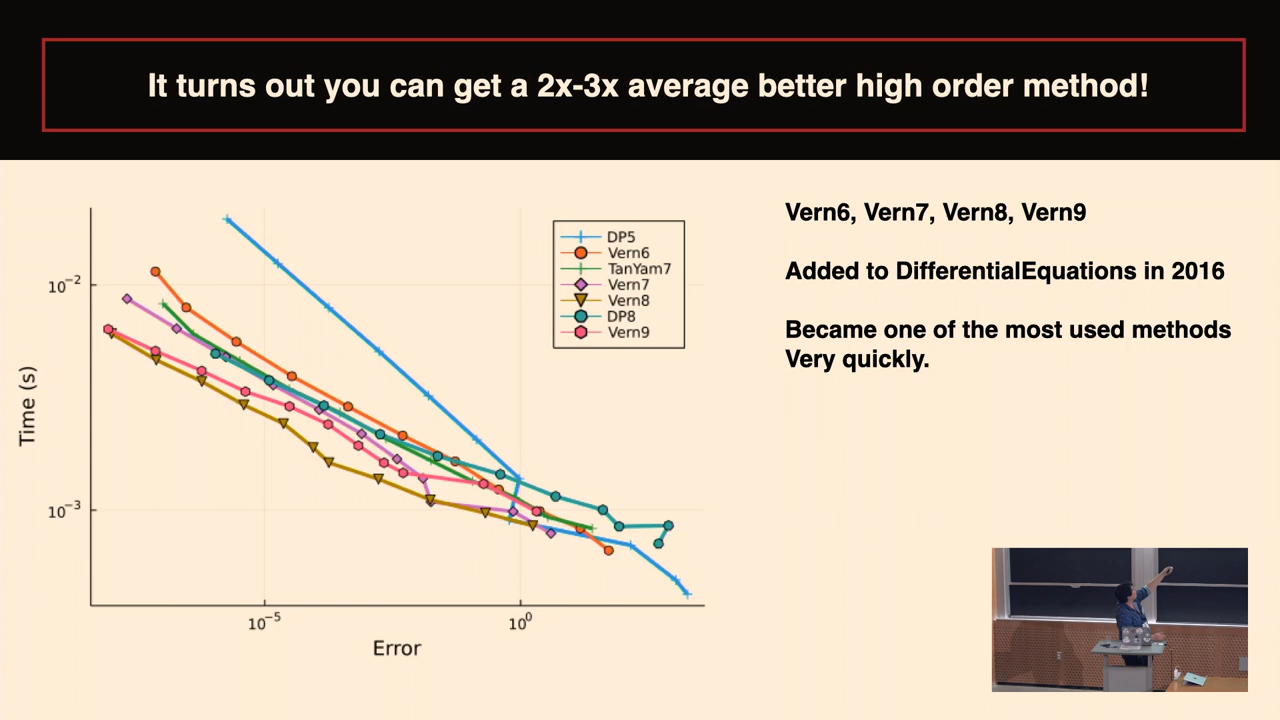 It turns out you can get a 2x-3x average better high order method!
Vern6, Vern7, Vern8, Vern9
Added to DifferentialEquations in 2016
Became one of the most used methods
Very quickly.
DP5
Vern6
TanYam7
Vern7
Vern8
DP8
Vern9
10⁻²
10⁻³
Time (s)
10⁻⁵
10⁰
Error